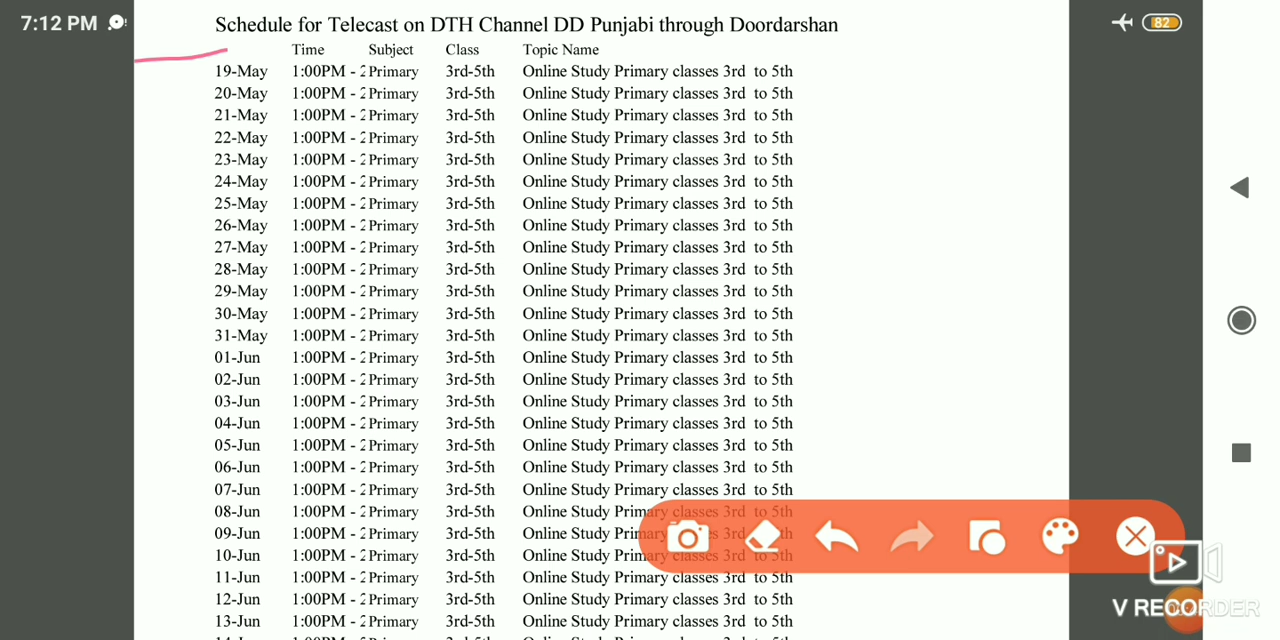 7:12 PM
82
Schedule for Telecast on DTH Channel DD Punjabi through Doordarshan
Time Subject Class Topic Name
19-May 1:00PM - 2 Primary 3rd-5th Online Study Primary classes 3rd to 5th
20-May 1:00PM - 2 Primary 3rd-5th Online Study Primary classes 3rd to 5th
21-May 1:00PM - 2 Primary 3rd-5th Online Study Primary classes 3rd to 5th
22-May 1:00PM - 2 Primary 3rd-5th Online Study Primary classes 3rd to 5th
23-May 1:00PM - 2 Primary 3rd-5th Online Study Primary classes 3rd to 5th
24-May 1:00PM - 2 Primary 3rd-5th Online Study Primary classes 3rd to 5th
25-May 1:00PM - 2 Primary 3rd-5th Online Study Primary classes 3rd to 5th
26-May 1:00PM - 2 Primary 3rd-5th Online Study Primary classes 3rd to 5th
27-May 1:00PM - 2 Primary 3rd-5th Online Study Primary classes 3rd to 5th
28-May 1:00PM - 2 Primary 3rd-5th Online Study Primary classes 3rd to 5th
29-May 1:00PM - 2 Primary 3rd-5th Online Study Primary classes 3rd to 5th
30-May 1:00PM - 2 Primary 3rd-5th Online Study Primary classes 3rd to 5th
31-May 1:00PM - 2 Primary 3rd-5th Online Study Primary classes 3rd to 5th
01-Jun 1:00PM - 2 Primary 3rd-5th Online Study Primary classes 3rd to 5th
02-Jun 1:00PM - 2 Primary 3rd-5th Online Study Primary classes 3rd to 5th
03-Jun 1:00PM - 2 Primary 3rd-5th Online Study Primary classes 3rd to 5th
04-Jun 1:00PM - 2 Primary 3rd-5th Online Study Primary classes 3rd to 5th
05-Jun 1:00PM - 2 Primary 3rd-5th Online Study Primary classes 3rd to 5th
06-Jun 1:00PM - 2 Primary 3rd-5th Online Study Primary classes 3rd to 5th
07-Jun 1:00PM - 2 Primary 3rd-5th Online Study Primary classes 3rd to 5th
08-Jun 1:00PM - 2 Primary 3rd-5th Online Study Primary classes 3rd to 5th
09-Jun 1:00PM - 2 Primary 3rd-5th Online Study
10-Jun 1:00PM - 2 Primary 3rd-5th Online Study
11-Jun 1:00PM - 2 Primary 3rd-5th Online Study Primary classes 3rd to 5th
12-Jun 1:00PM - 2 Primary 3rd-5th Online Study Primary classes 3rd to 5th
13-Jun 1:00PM - 2 Primary 3rd-5th Online Study Primary classes 3rd to 5th
V RECORDER